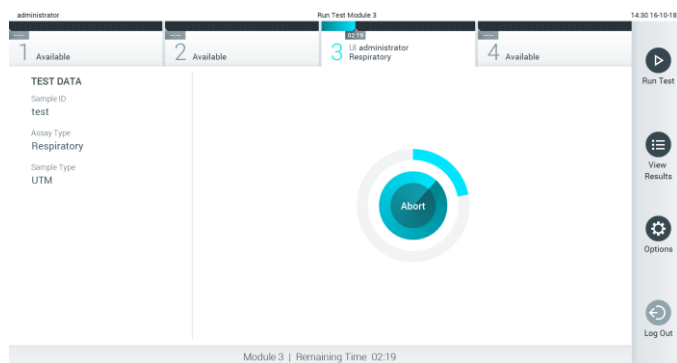 administrator
Run Test Module 3
14:30 16-10-18
--:--
1 Available
--:--
2 Available
02:19
3 UI administrator
Respiratory
--:--
4 Available
TEST DATA
Sample ID
test
Assay Type
Respiratory
Sample Type
UTM
Abort
Run Test
View
Results
Options
Log Out
Module 3 | Remaining Time 02:19